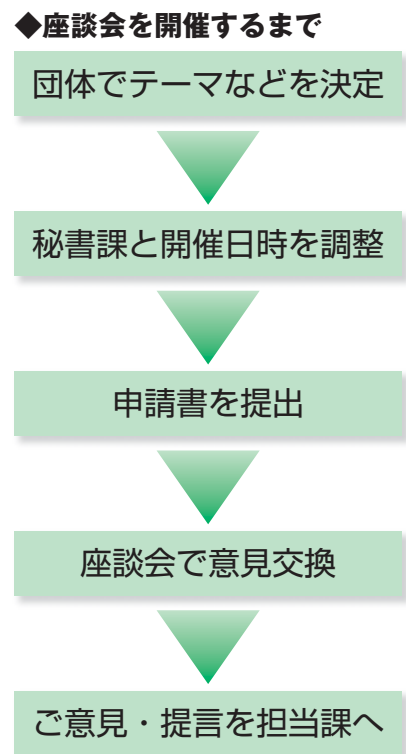 ◆座談会を開催するまで
団体でテーマなどを決定
秘書課と開催日時を調整
申請書を提出
座談会で意見交換
ご意見・提言を担当課へ